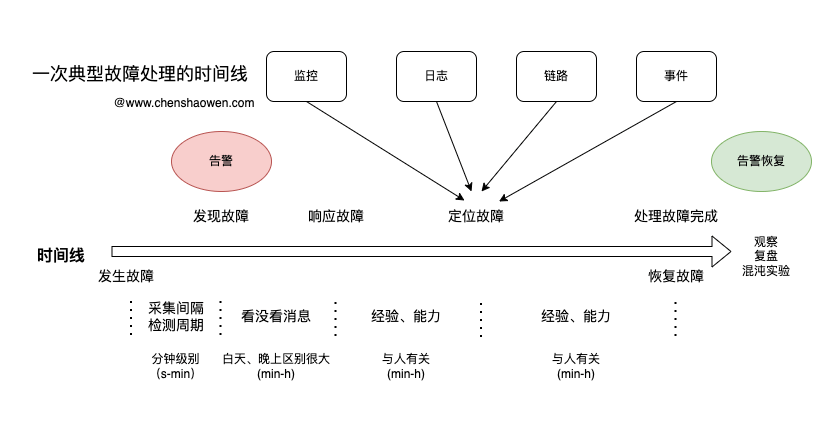 一次典型故障处理的时间线
@www.chenshaowen.com
监控
日志
链路
事件
告警
告警恢复
发现故障
响应故障
定位故障
处理故障完成
时间线
观察
复盘
混沌实验
发生故障
恢复故障
采集间隔
检测周期
看没看消息
经验、能力
经验、能力
分钟级别
(s-min)
白天、晚上区别很大
(min-h)
与人有关
(min-h)
与人有关
(min-h)